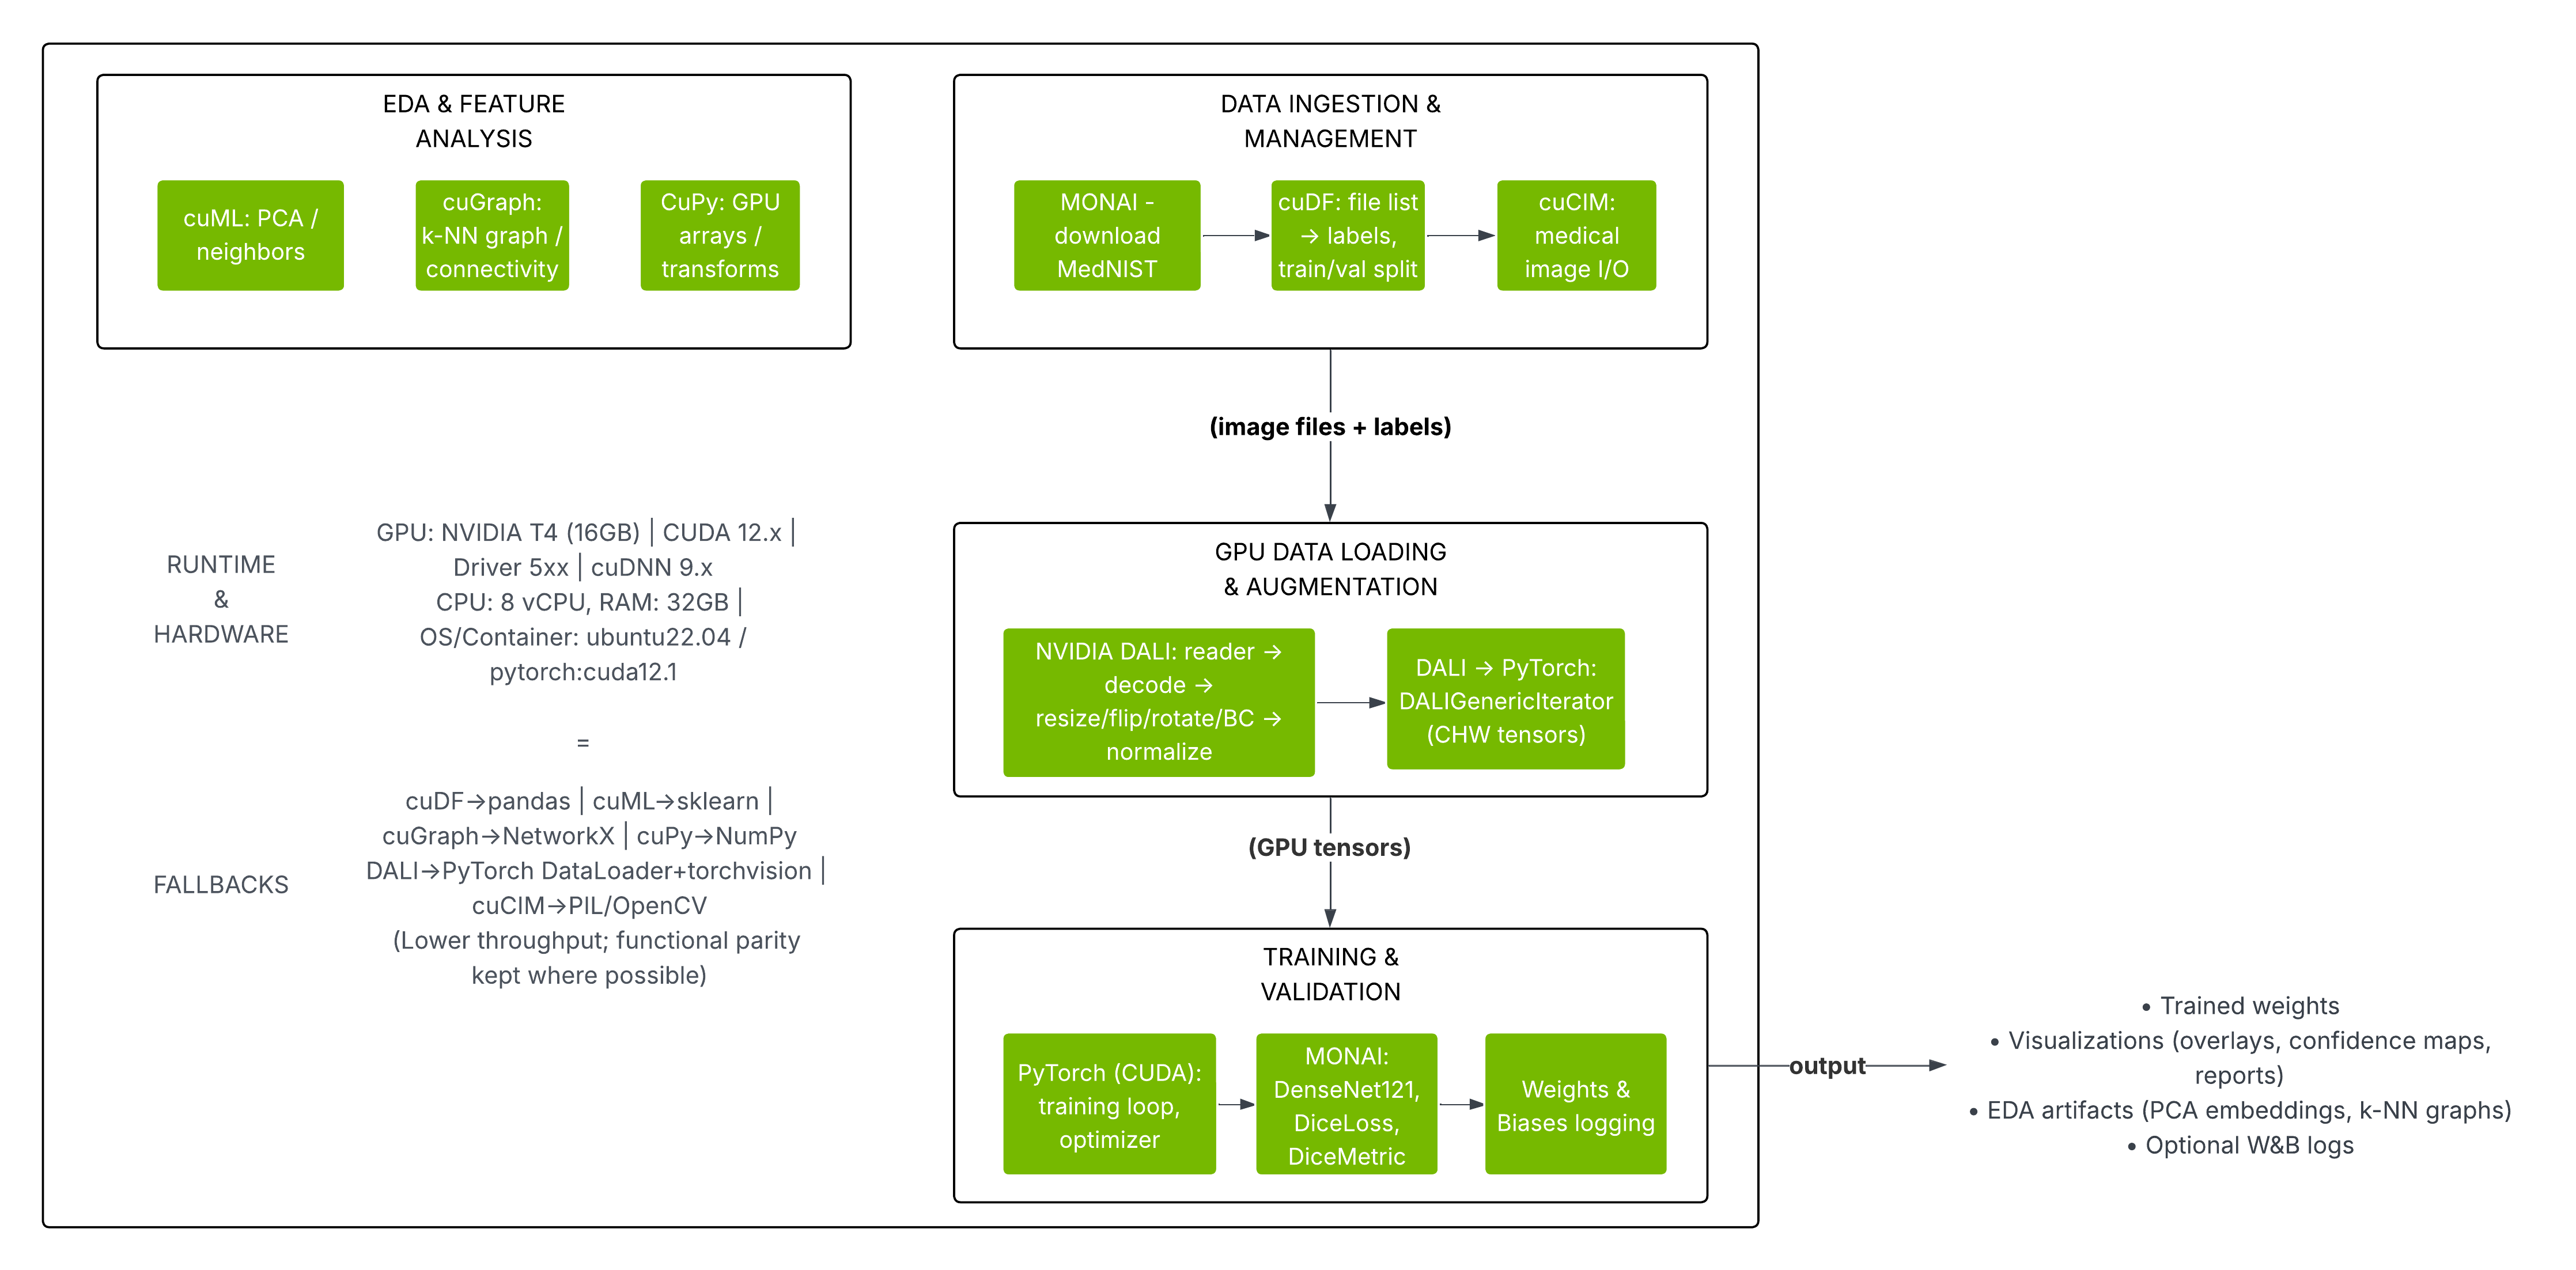 EDA & FEATURE
ANALYSIS
cuML: PCA /
neighbors
cuGraph:
k-NN graph /
connectivity
CuPy: GPU
arrays /
transforms
DATA INGESTION &
MANAGEMENT
MONAI -
download
MedNIST
cuDF: file list
→ labels,
train/val split
cuCIM:
medical
image I/O
(image files + labels)
RUNTIME
&
HARDWARE
GPU: NVIDIA T4 (16GB) | CUDA 12.x |
Driver 5xx | cuDNN 9.x
CPU: 8 vCPU, RAM: 32GB |
OS/Container: ubuntu22.04 /
pytorch:cuda12.1
=
FALLBACKS
cuDF→pandas | cuML→sklearn |
cuGraph→NetworkX | cuPy→NumPy
DALI→PyTorch DataLoader+torchvision |
cuCIM→PIL/OpenCV
(Lower throughput; functional parity
kept where possible)
GPU DATA LOADING
& AUGMENTATION
NVIDIA DALI: reader →
decode →
resize/flip/rotate/BC →
normalize
DALI → PyTorch:
DALIGenericIterator
(CHW tensors)
(GPU tensors)
TRAINING &
VALIDATION
PyTorch (CUDA):
training loop,
optimizer
MONAI:
DenseNet121,
DiceLoss,
DiceMetric
Weights &
Biases logging
output
• Trained weights
• Visualizations (overlays, confidence maps,
reports)
• EDA artifacts (PCA embeddings, k-NN graphs)
• Optional W&B logs